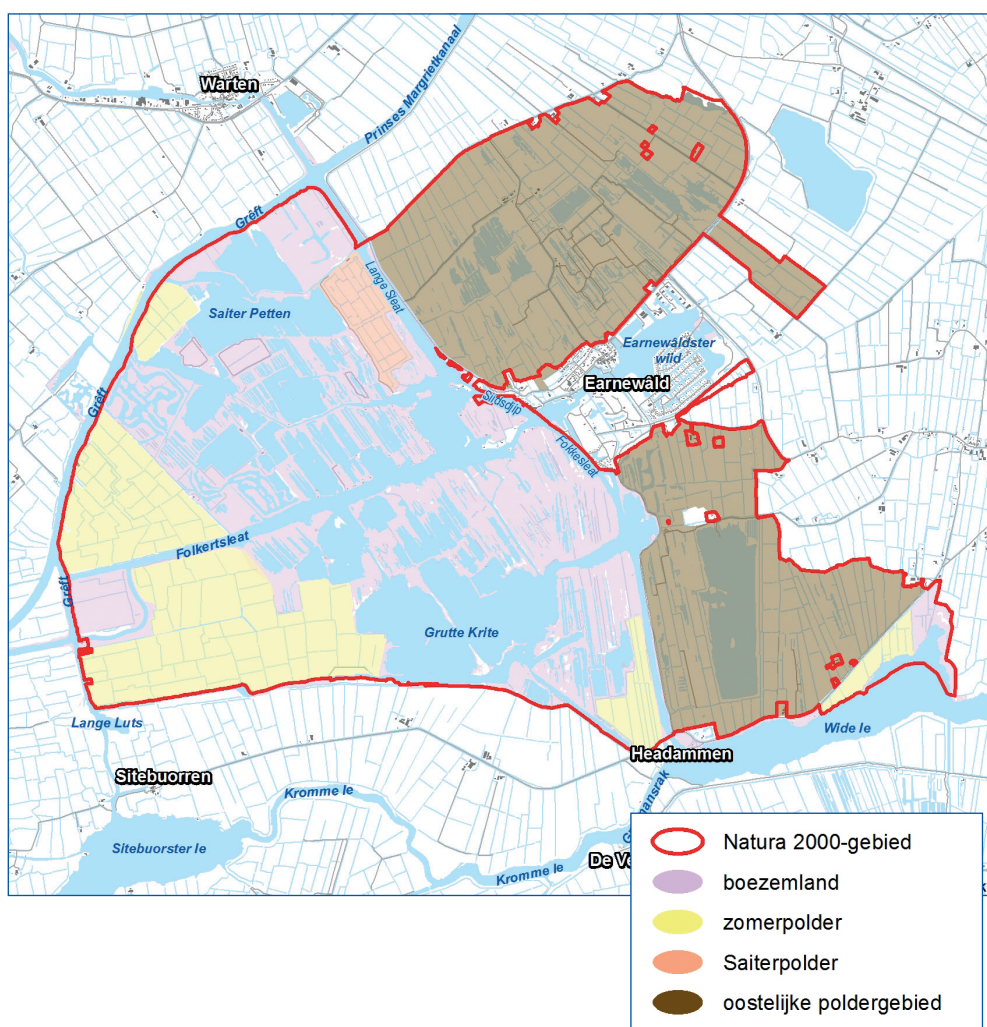 Warten
Prinses Margrietkanaal
Grêft
Lange Sleat
Saiter Petten
Earnewâldster
wiid
Earnewâld
Sijdsdjip
Grêft
Fokkesleat
Folkertsleat
Grêft
Grutte Krite
Lange Luts
Wide Ie
Headammen
Sitebuorren
Kromme Ie
Sitebuorster Ie
Kromme Ie
Natura 2000-gebied
boezemland
zomerpolder
Saiterpolder
oostelijke poldergebied